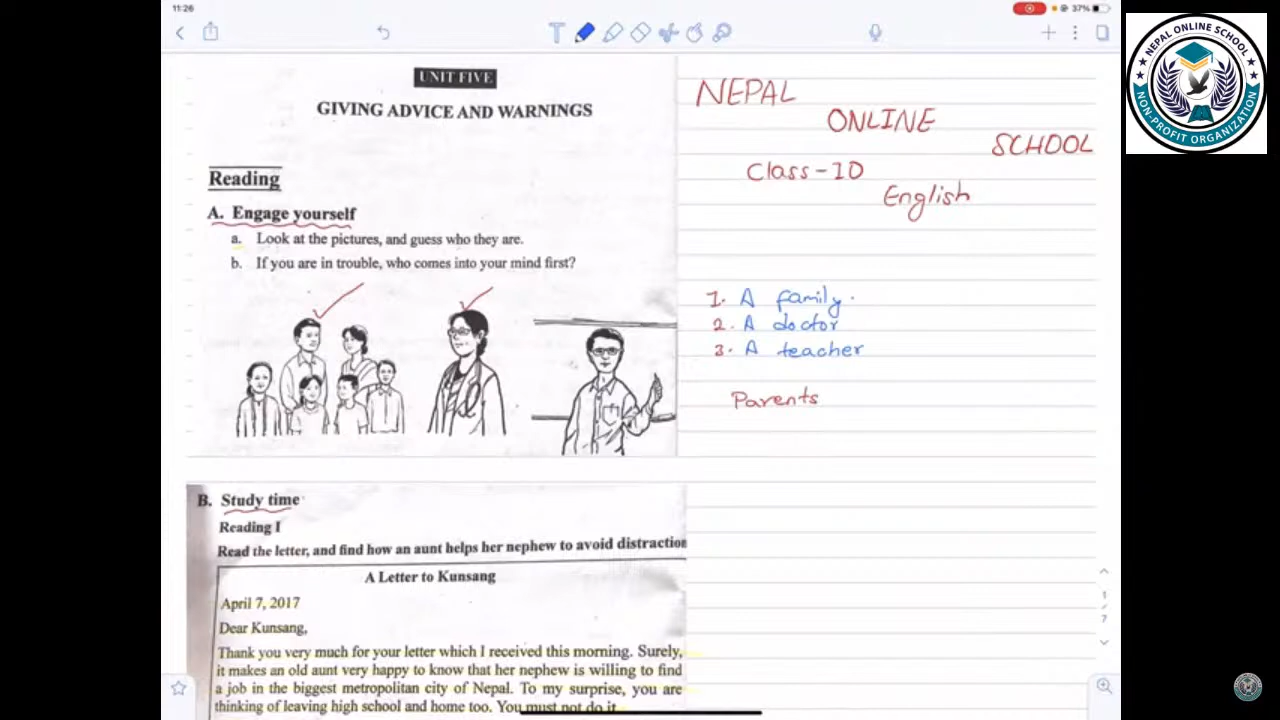 11:26
37%
T
UNIT FIVE
GIVING ADVICE AND WARNINGS
Reading
A. Engage yourself
a. Look at the pictures, and guess who they are.
b. If you are in trouble, who comes into your mind first?
NEPAL
ONLINE
SCHOOL
Class-10
English
1. A family.
2. A doctor
3. A teacher
Parents
B. Study time
Reading I
Read the letter, and find how an aunt helps her nephew to avoid distraction
A Letter to Kunsang
April 7, 2017
Dear Kunsang,
Thank you very much for your letter which I received this morning. Surely,
it makes an old aunt very happy to know that her nephew is willing to find
a job in the biggest metropolitan city of Nepal. To my surprise, you are
thinking of leaving high school and home too. You must not do it
1
/
7
NEPAL ONLINE SCHOOL
NON-PROFIT ORGANIZATION